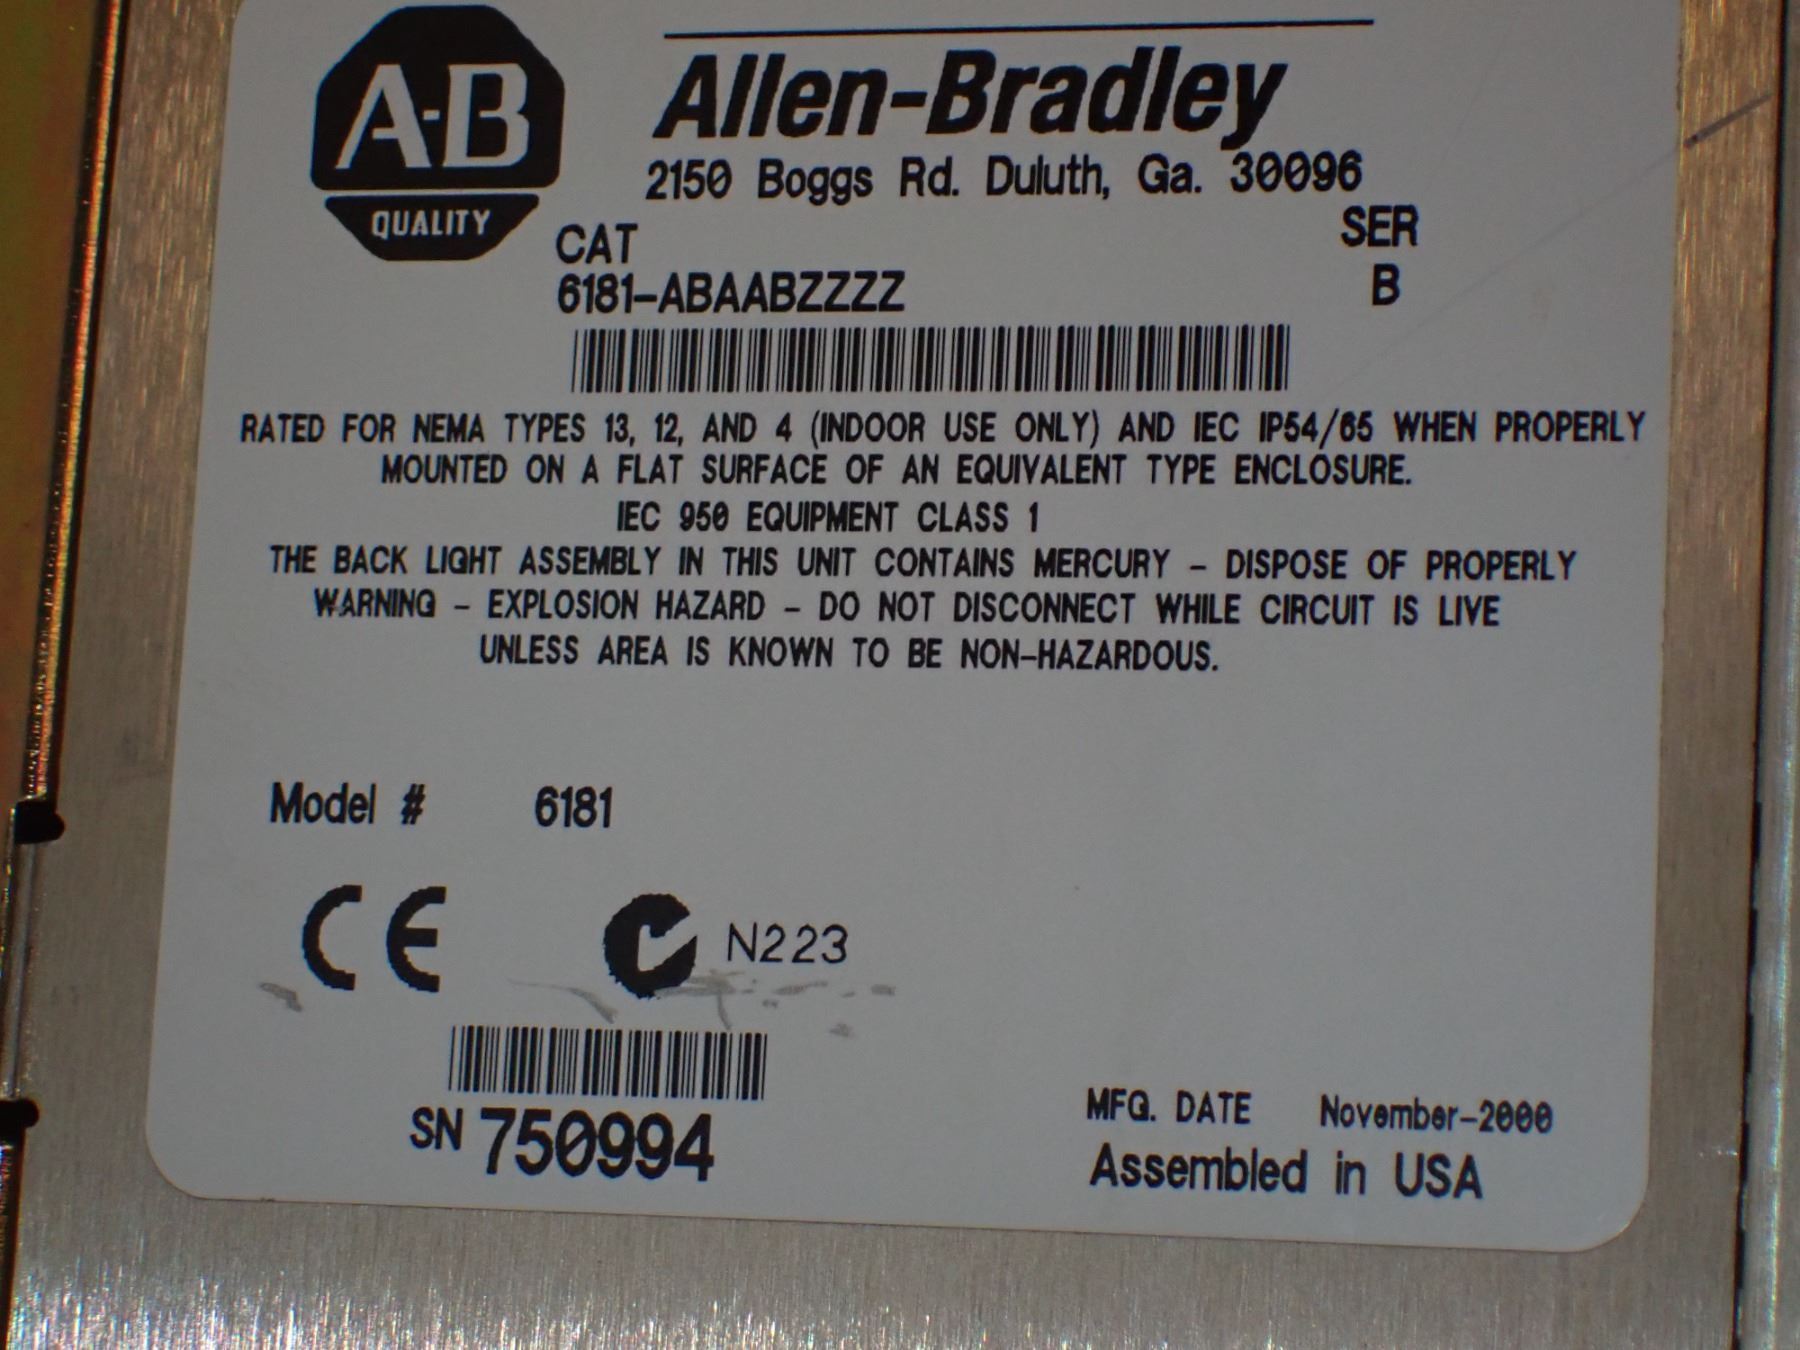 A-B
QUALITY
Allen-Bradley
2150 Boggs Rd. Duluth, Ga. 30096
CAT
6181-ABAABZZZZ
SER
B
RATED FOR NEMA TYPES 13, 12, AND 4 (INDOOR USE ONLY) AND IEC IP54/65 WHEN PROPERLY
MOUNTED ON A FLAT SURFACE OF AN EQUIVALENT TYPE ENCLOSURE.
IEC 950 EQUIPMENT CLASS 1
THE BACK LIGHT ASSEMBLY IN THIS UNIT CONTAINS MERCURY - DISPOSE OF PROPERLY
WARNING - EXPLOSION HAZARD - DO NOT DISCONNECT WHILE CIRCUIT IS LIVE
UNLESS AREA IS KNOWN TO BE NON-HAZARDOUS.
Model # 6181
CE N223
SN 750994
MFG. DATE November-2000
Assembled in USA